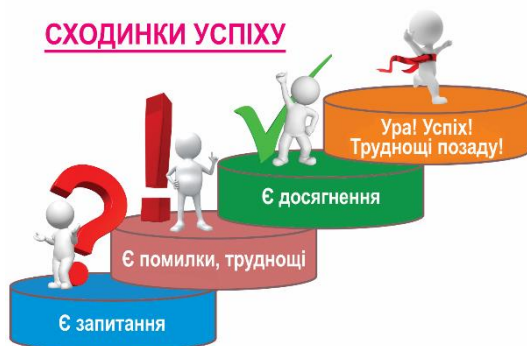 СХОДИНКИ УСПІХУ
Ура! Успіх!
Труднощі позаду!
Є досягнення
Є помилки, труднощі
Є запитання